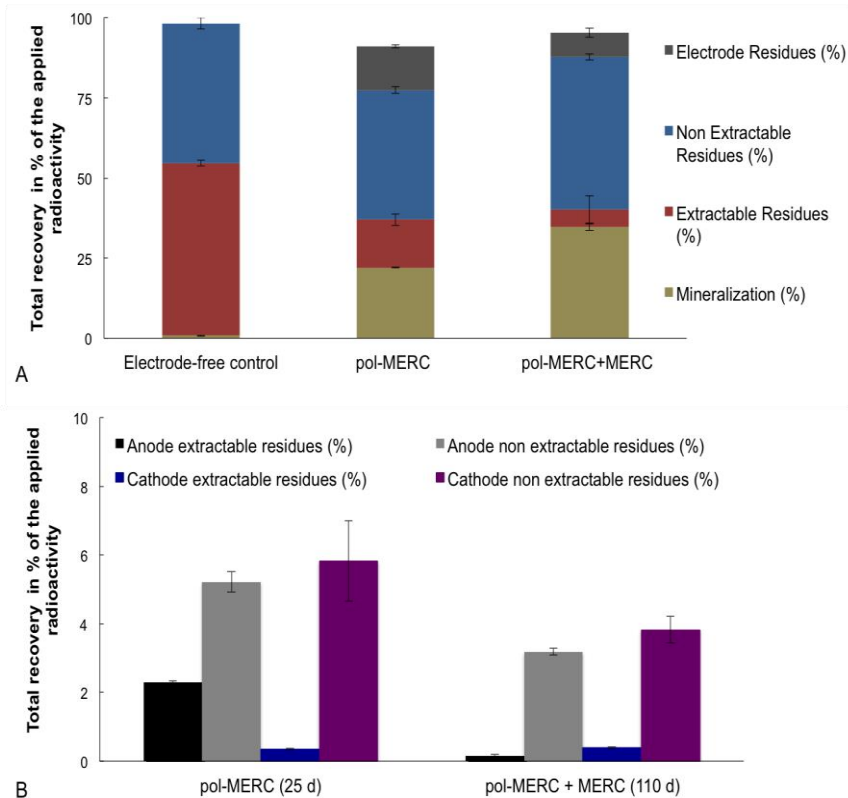 Total recovery in % of the applied
radioactivity
100
75
50
25
0
Electrode-free control
pol-MERC
pol-MERC+MERC
Electrode Residues (%)
Non Extractable
Residues (%)
Extractable Residues
(%)
Mineralization (%)
A
Total recovery in % of the applied
radioactivity
10
8
6
4
2
0
Anode extractable residues (%)
Anode non extractable residues (%)
Cathode extractable residues (%)
Cathode non extractable residues (%)
pol-MERC (25 d)
pol-MERC + MERC (110 d)
B